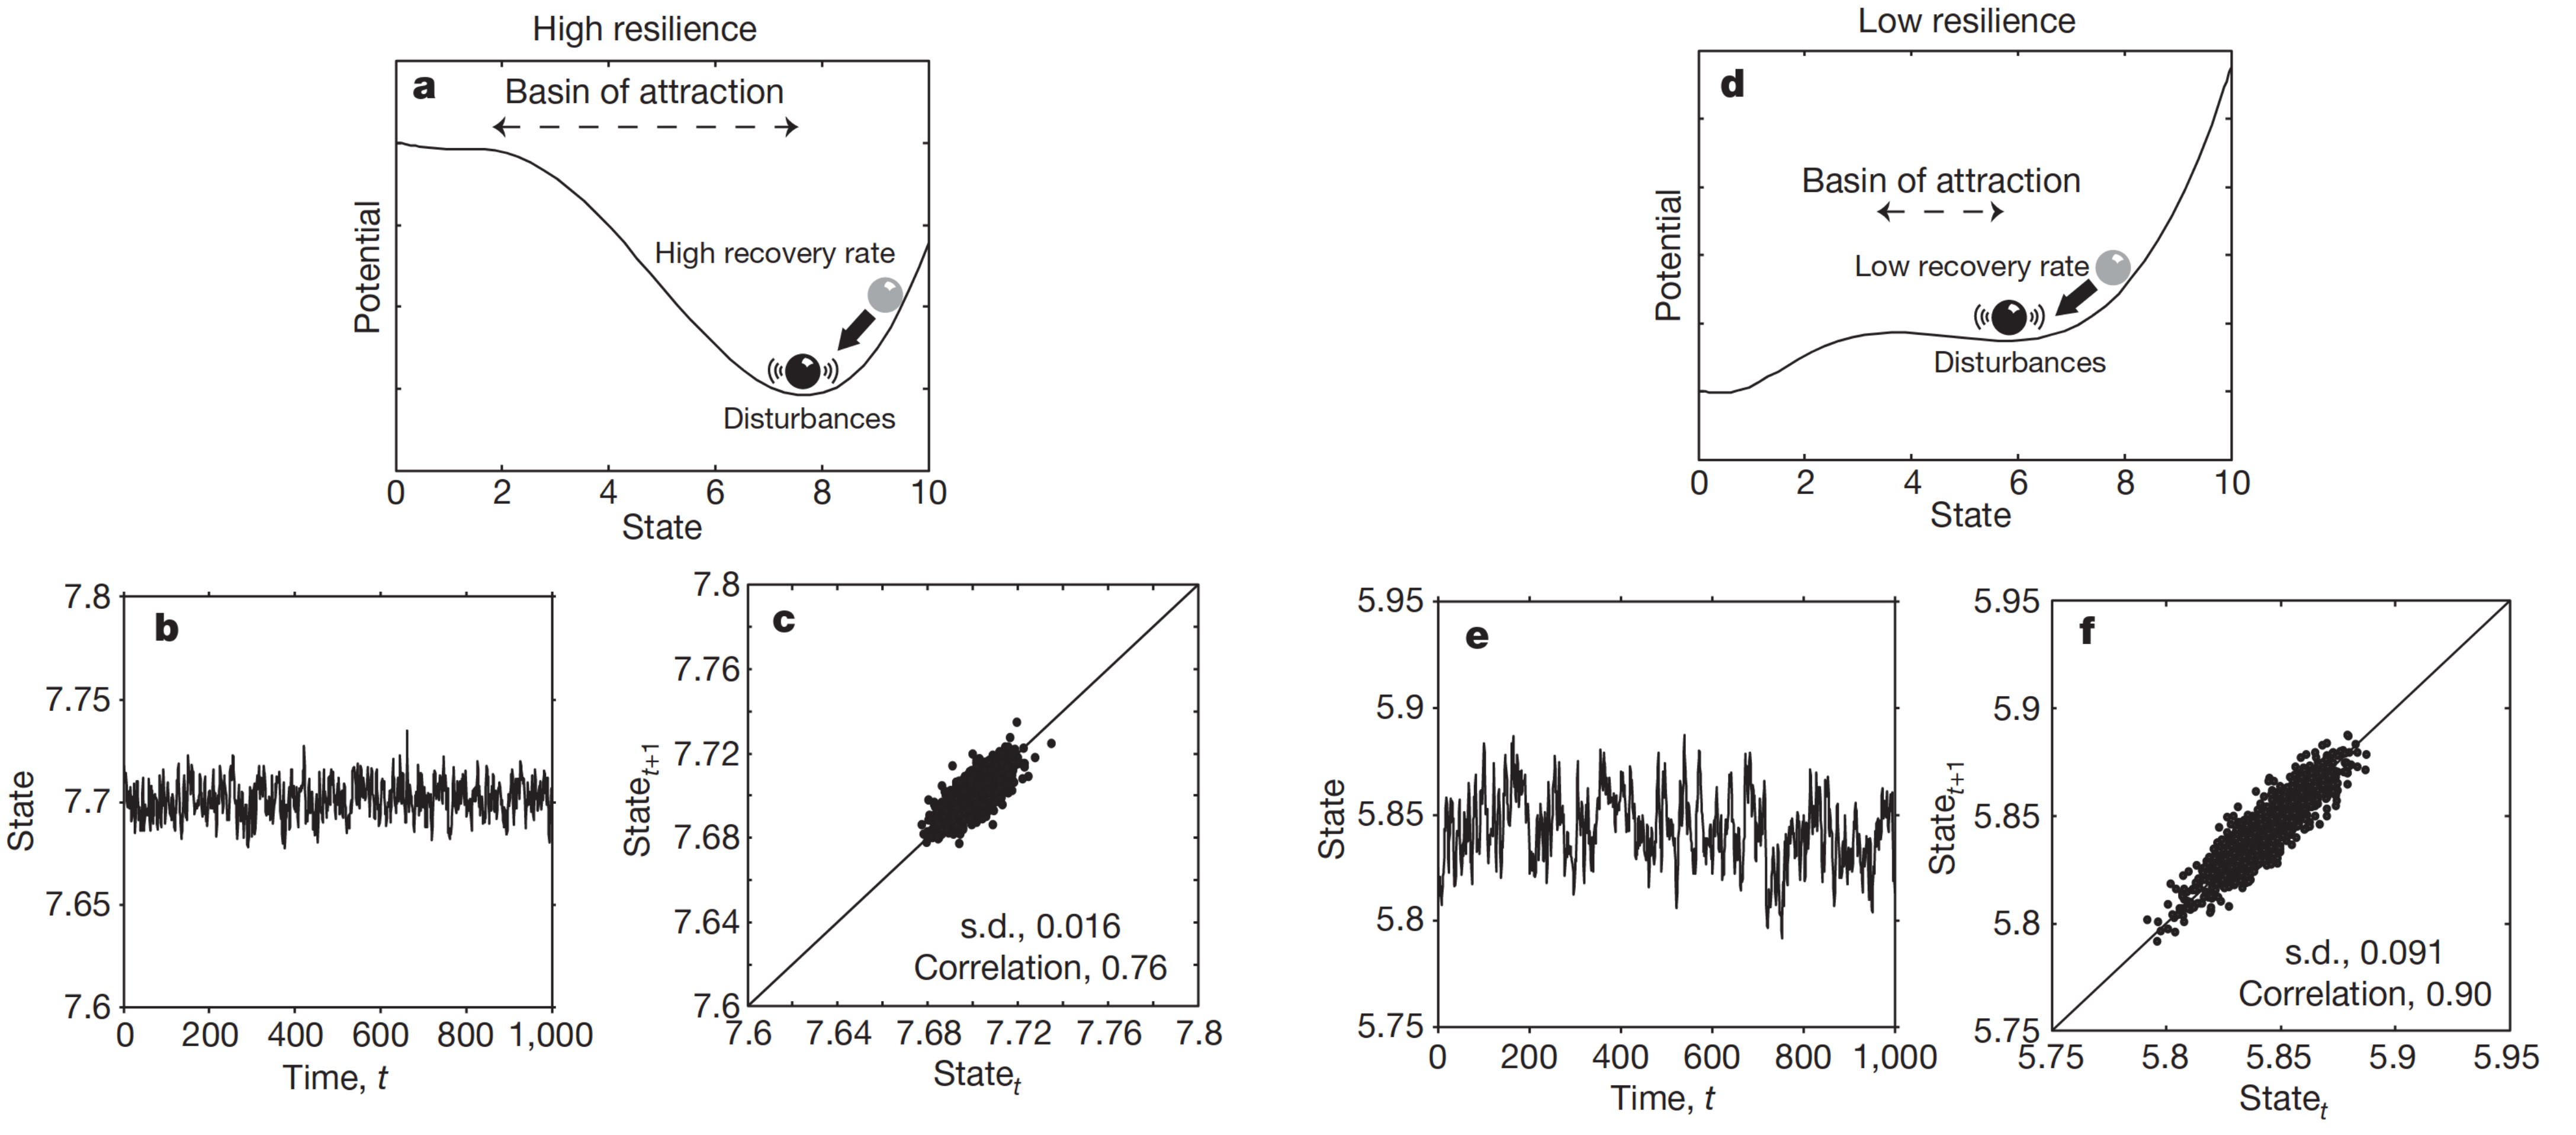 High resilience
a
Basin of attraction
High recovery rate
Disturbances
Potential
0 2 4 6 8 10
State
Low resilience
d
Basin of attraction
Low recovery rate
Disturbances
Potential
0 2 4 6 8 10
State
b
7.8
7.75
7.7
7.65
7.6
State
0 200 400 600 800 1,000
Time, t
c
7.8
7.76
7.72
7.68
7.64
7.6
State t+1
s.d., 0.016
Correlation, 0.76
7.6 7.64 7.68 7.72 7.76 7.8
State t
e
5.95
5.9
5.85
5.8
5.75
State
0 200 400 600 800 1,000
Time, t
f
5.95
5.9
5.85
5.8
5.75
State t+1
s.d., 0.091
Correlation, 0.90
5.75 5.8 5.85 5.9 5.95
State t